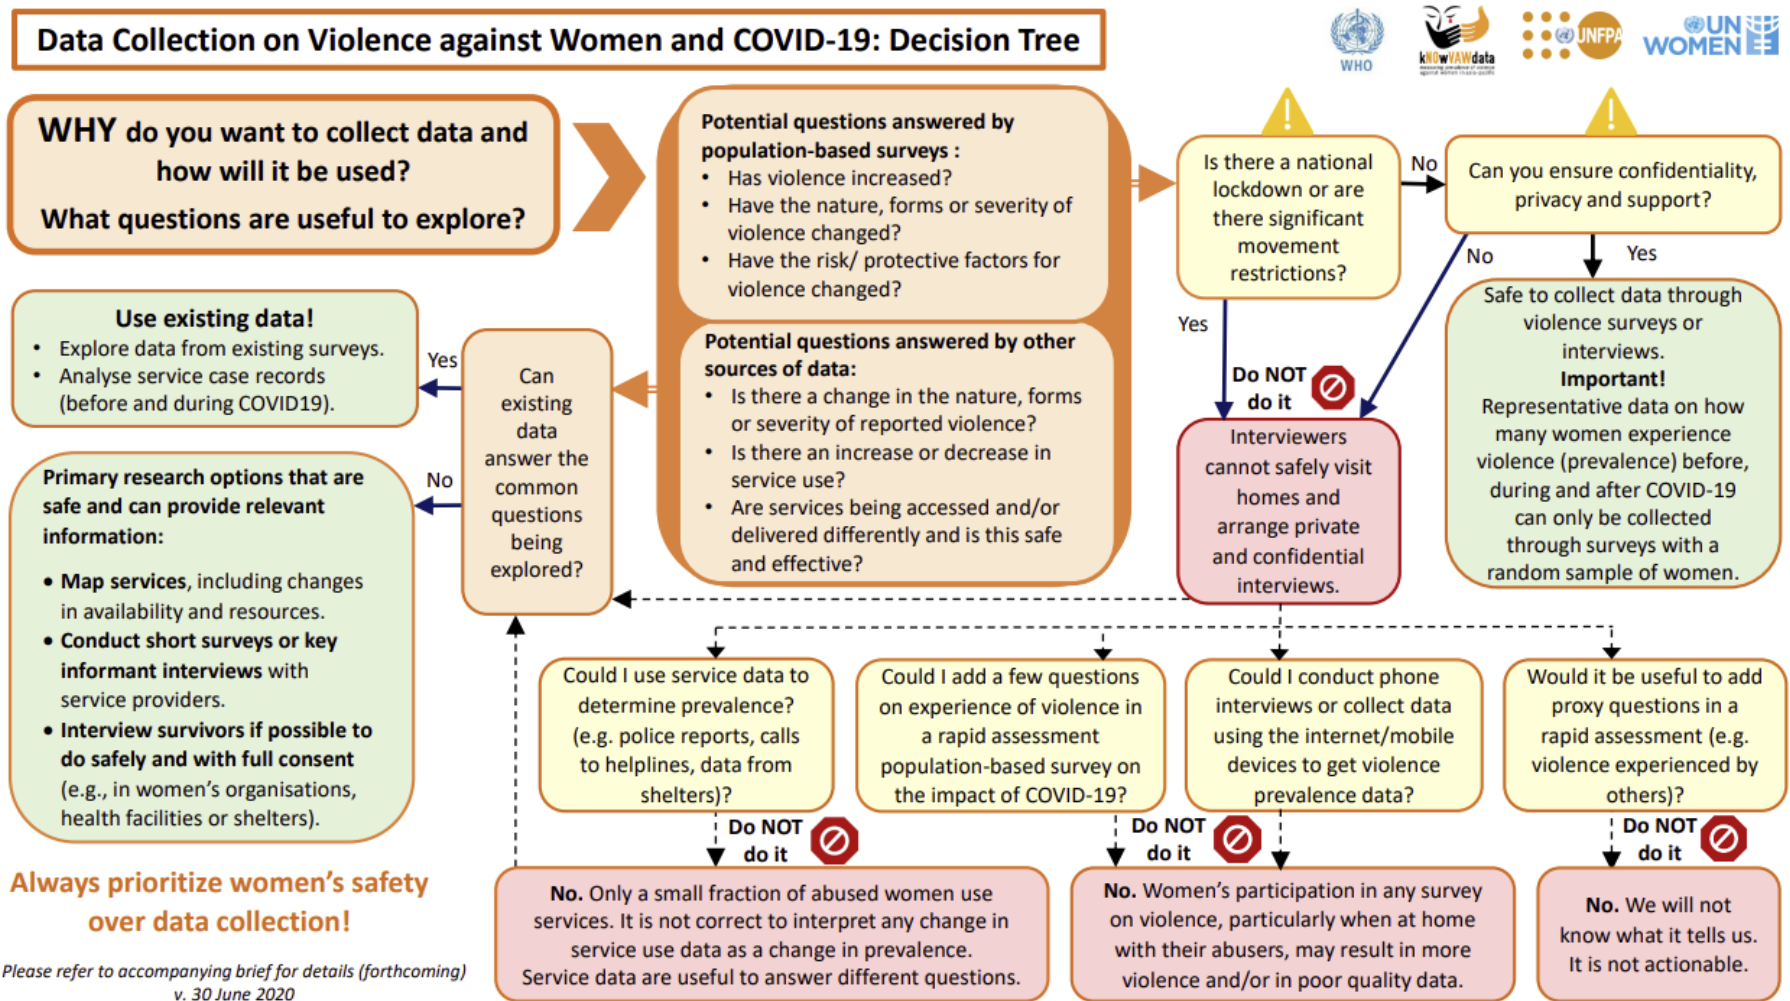 Data Collection on Violence against Women and COVID-19: Decision Tree
WHO
kNOwVAWdata
UNFPA
UN
WOMEN
WHY do you want to collect data and
how will it be used?
What questions are useful to explore?
Potential questions answered by
population-based surveys :
• Has violence increased?
• Have the nature, forms or severity of
violence changed?
• Have the risk/ protective factors for
violence changed?
Potential questions answered by other
sources of data:
• Is there a change in the nature, forms
or severity of reported violence?
• Is there an increase or decrease in
service use?
• Are services being accessed and/or
delivered differently and is this safe
and effective?
Is there a national
lockdown or are
there significant
movement
restrictions?
No
Can you ensure confidentiality,
privacy and support?
No
Yes
Yes
Do NOT
do it
Safe to collect data through
violence surveys or
interviews.
Important!
Representative data on how
many women experience
violence (prevalence) before,
during and after COVID-19
can only be collected
through surveys with a
random sample of women.
Interviewers
cannot safely visit
homes and
arrange private
and confidential
interviews.
Can
existing
data
answer the
common
questions
being
explored?
Yes
Use existing data!
• Explore data from existing surveys.
• Analyse service case records
(before and during COVID19).
No
Primary research options that are
safe and can provide relevant
information:
• Map services, including changes
in availability and resources.
• Conduct short surveys or key
informant interviews with
service providers.
• Interview survivors if possible to
do safely and with full consent
(e.g., in women's organisations,
health facilities or shelters).
Could I use service data to
determine prevalence?
(e.g. police reports, calls
to helplines, data from
shelters)?
Could I add a few questions
on experience of violence in
a rapid assessment
population-based survey on
the impact of COVID-19?
Could I conduct phone
interviews or collect data
using the internet/mobile
devices to get violence
prevalence data?
Would it be useful to add
proxy questions in a
rapid assessment (e.g.
violence experienced by
others)?
Do NOT
do it
Do NOT
do it
Do NOT
do it
No. Only a small fraction of abused women use
services. It is not correct to interpret any change in
service use data as a change in prevalence.
Service data are useful to answer different questions.
No. Women's participation in any survey
on violence, particularly when at home
with their abusers, may result in more
violence and/or in poor quality data.
No. We will not
know what it tells us.
It is not actionable.
Always prioritize women's safety
over data collection!
Please refer to accompanying brief for details (forthcoming)
v. 30 June 2020